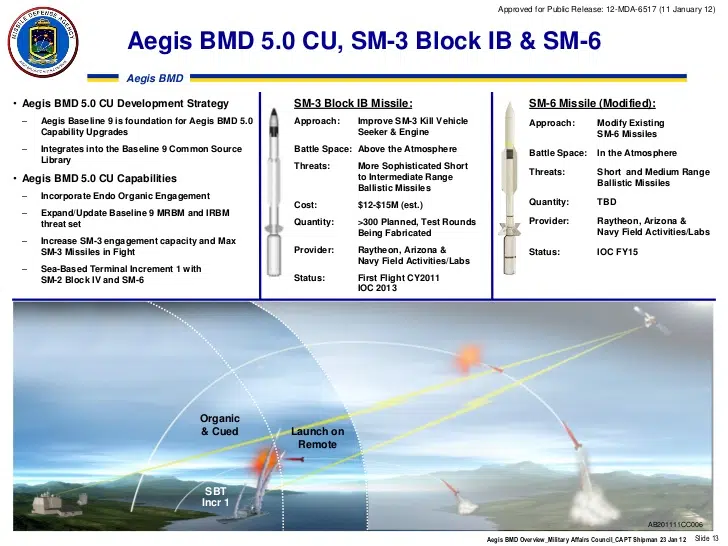 Approved for Public Release: 12-MDA-6517 (11 January 12)
MISSILE DEFENSE AGENCY
DEPARTMENT OF DEFENSE
Aegis BMD 5.0 CU, SM-3 Block IB & SM-6
Aegis BMD
• Aegis BMD 5.0 CU Development Strategy
– Aegis Baseline 9 is foundation for Aegis BMD 5.0
Capability Upgrades
– Integrates into the Baseline 9 Common Source
Library
• Aegis BMD 5.0 CU Capabilities
– Incorporate Endo Organic Engagement
– Expand/Update Baseline 9 MRBM and IRBM
threat set
– Increase SM-3 engagement capacity and Max
SM-3 Missiles in Fight
– Sea-Based Terminal Increment 1 with
SM-2 Block IV and SM-6
SM-3 Block IB Missile:
Approach: Improve SM-3 Kill Vehicle
Seeker & Engine
Battle Space: Above the Atmosphere
Threats: More Sophisticated Short
to Intermediate Range
Ballistic Missiles
Cost: $12-$15M (est.)
Quantity: >300 Planned, Test Rounds
Being Fabricated
Provider: Raytheon, Arizona &
Navy Field Activities/Labs
Status: First Flight CY2011
IOC 2013
SM-6 Missile (Modified):
Approach: Modify Existing
SM-6 Missiles
Battle Space: In the Atmosphere
Threats: Short and Medium Range
Ballistic Missiles
Quantity: TBD
Provider: Raytheon, Arizona &
Navy Field Activities/Labs
Status: IOC FY15
Organic
& Cued
Launch on
Remote
SBT
Incr 1
AB201111CC006
Aegis BMD Overview_Military Affairs Council_CAPT Shipman 23 Jan 12
Slide 13